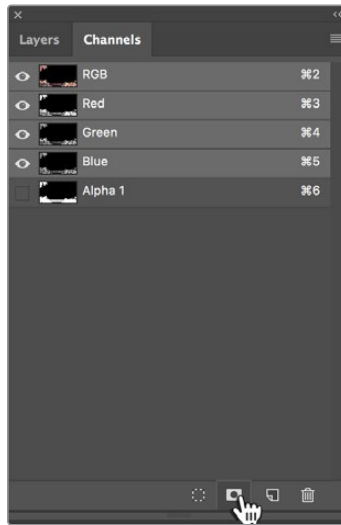 Layers Channels
RGB ⌘2
Red ⌘3
Green ⌘4
Blue ⌘5
Alpha 1 ⌘6